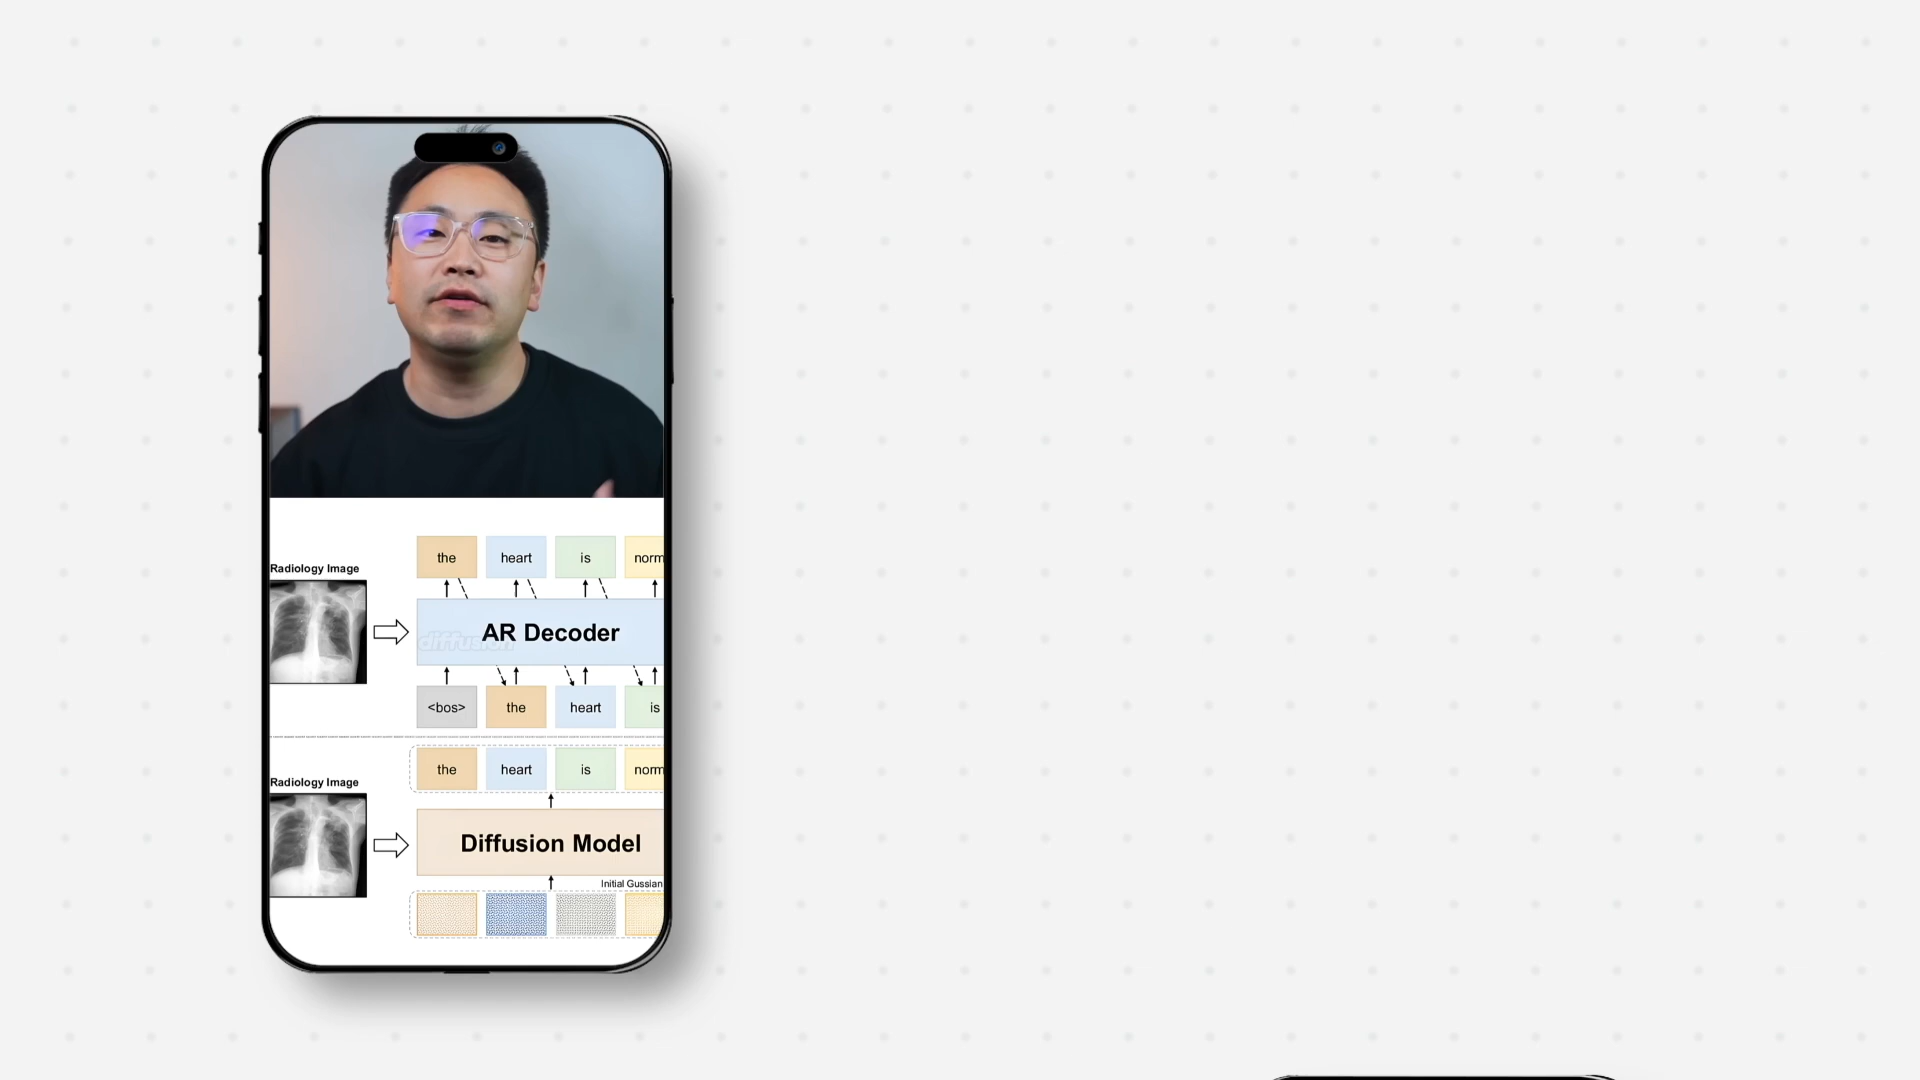 the heart is norm
Radiology Image
diffusion
AR Decoder
<bos> the heart is
the heart is norm
Radiology Image
Diffusion Model
Initial Gussian